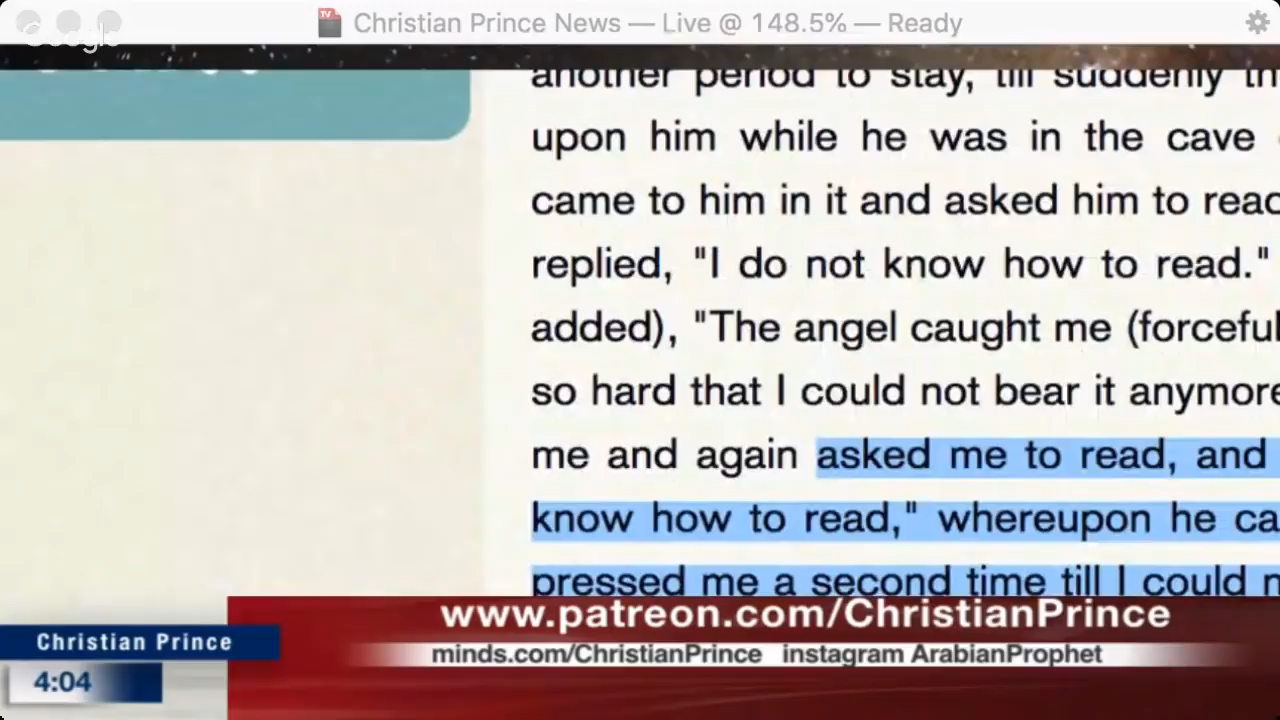 Christian Prince News — Live @ 148.5% — Ready
Google
another period to stay, till suddenly
upon him while he was in the cave
came to him in it and asked him to read
replied, "I do not know how to read."
added), "The angel caught me (forceful
so hard that I could not bear it anymore
me and again asked me to read, and
know how to read," whereupon he ca
pressed me a second time till I could
www.patreon.com/ChristianPrince
minds.com/ChristianPrince instagram ArabianProphet
Christian Prince
4:04